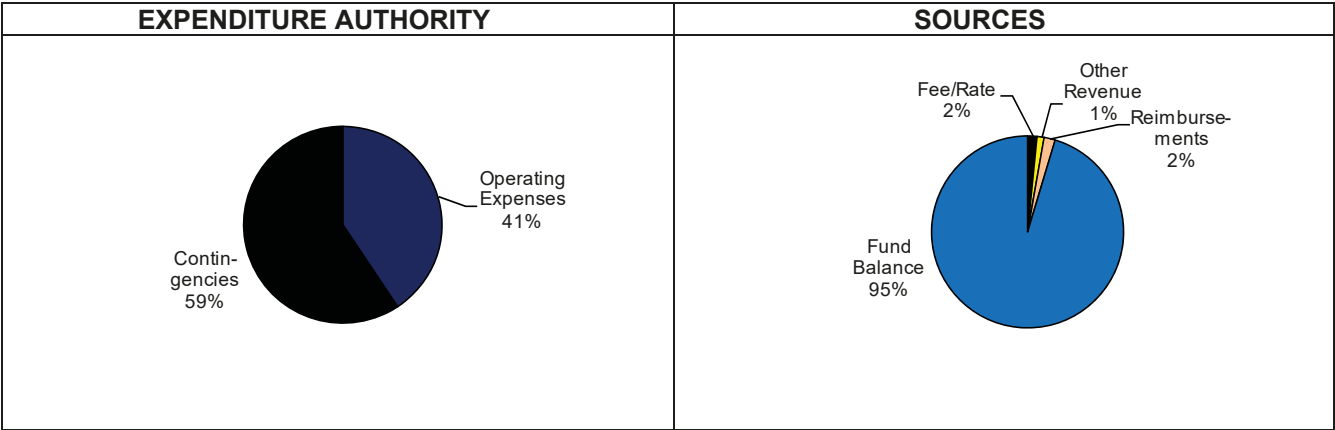 EXPENDITURE AUTHORITY
Operating
Expenses
41%
Contin-
gencies
59%
SOURCES
Fee/Rate
2%
Other
Revenue
1%
Reimburse-
ments
2%
Fund
Balance
95%